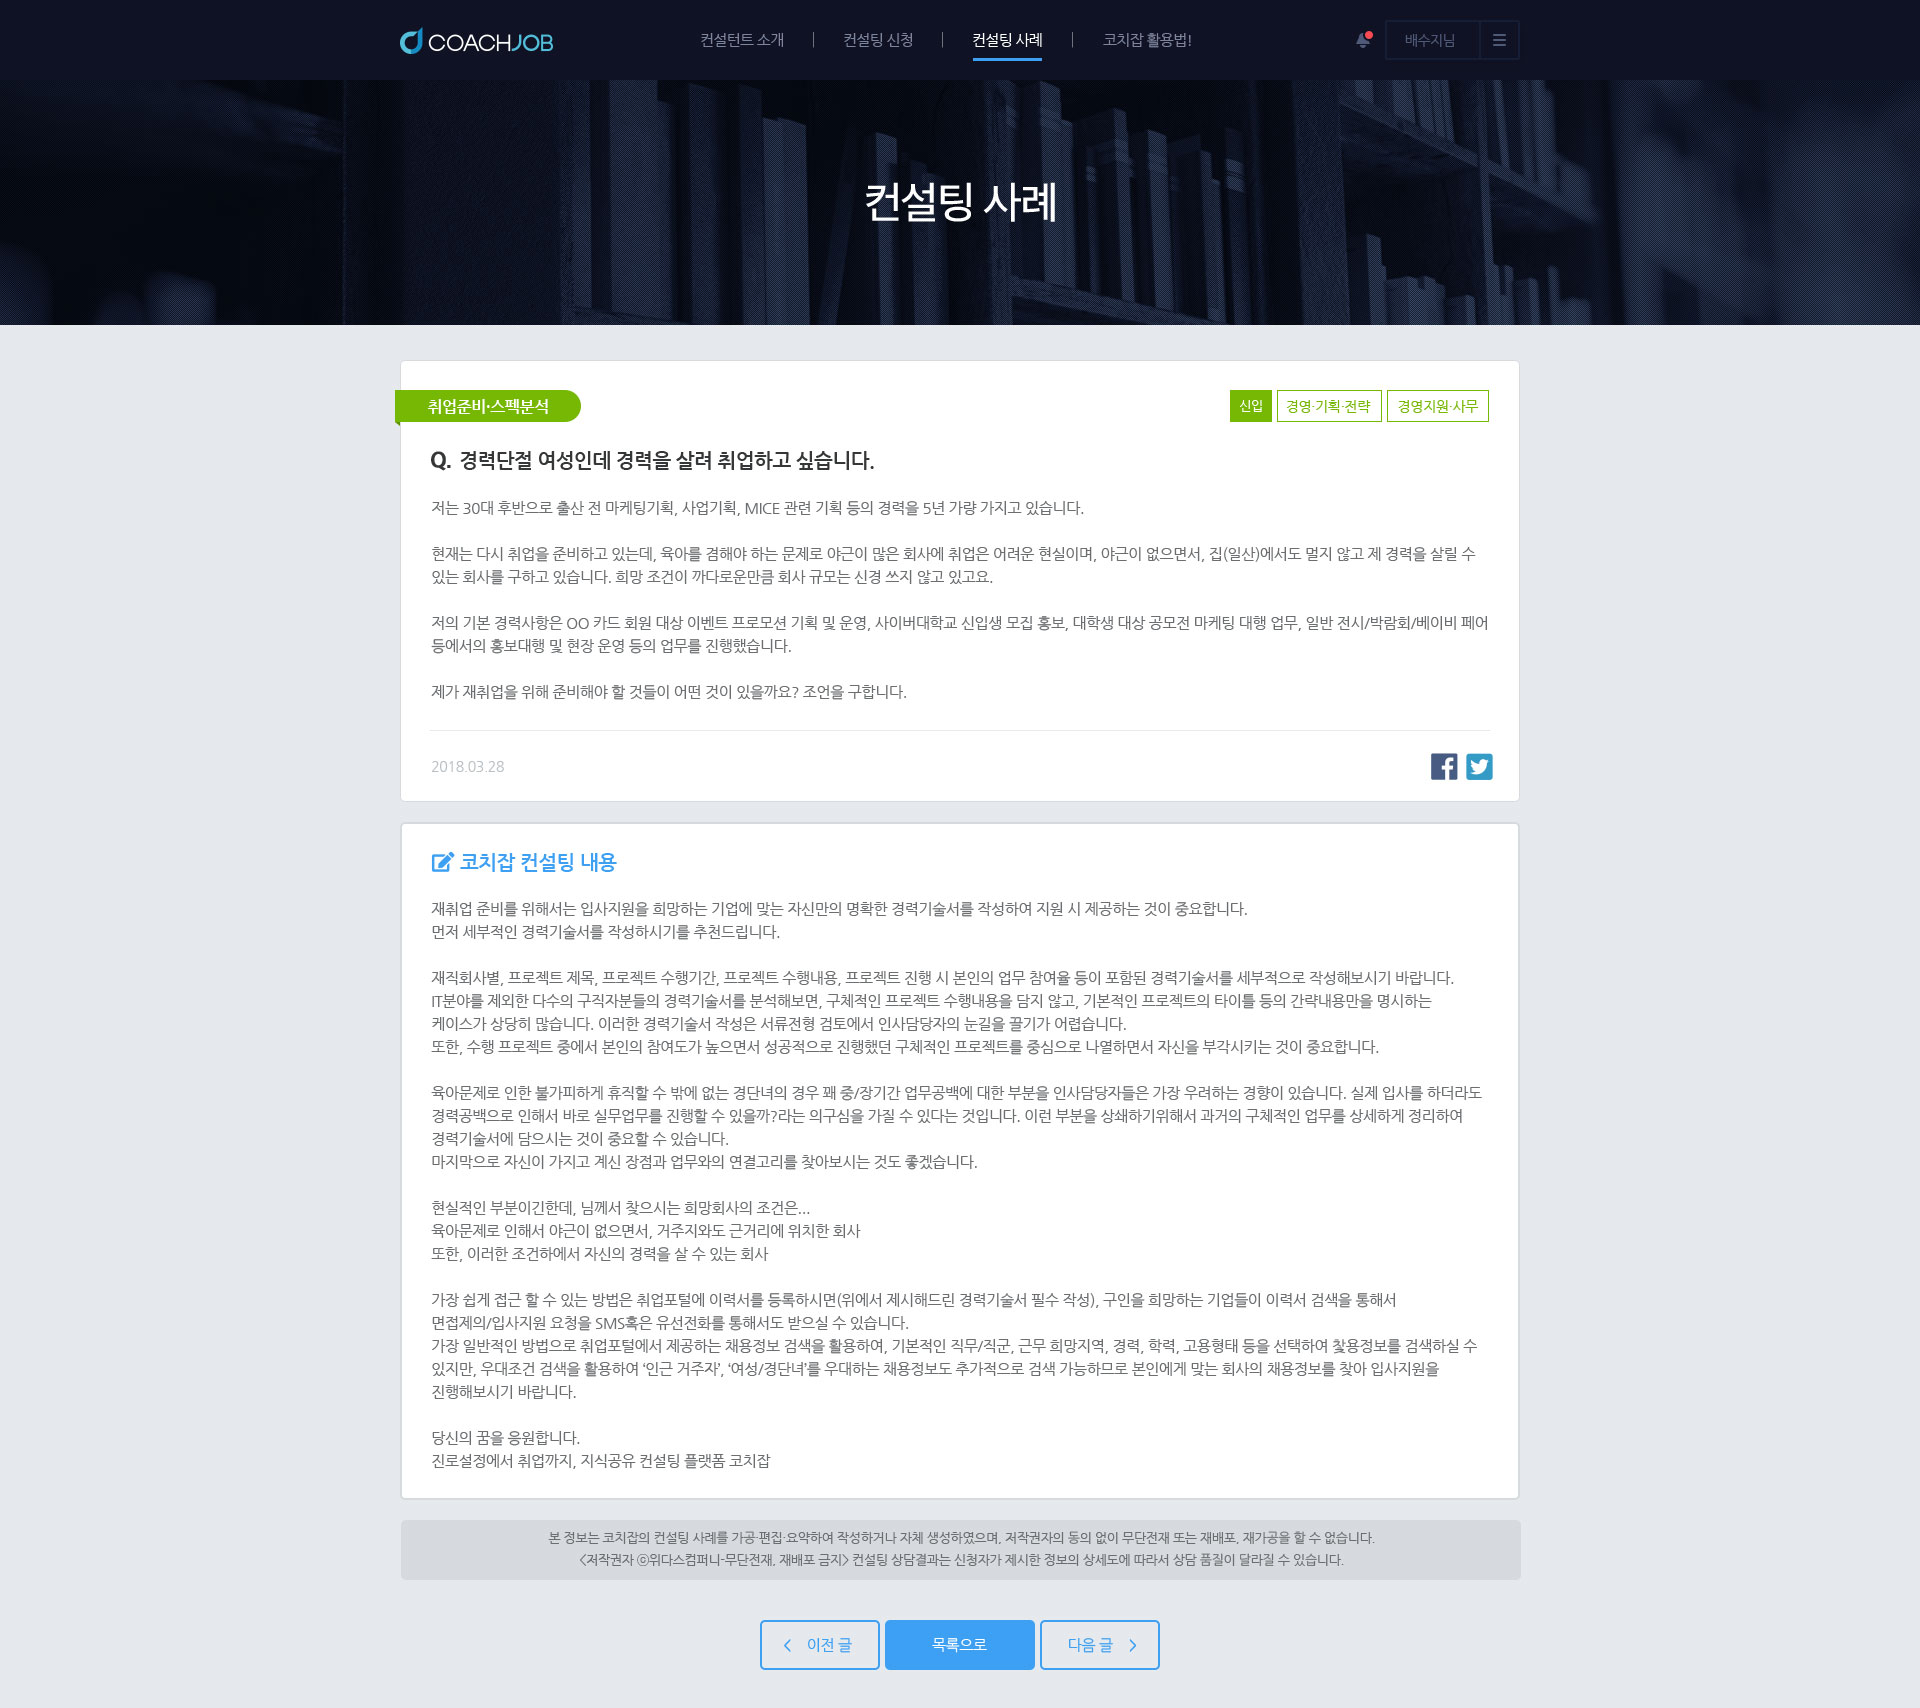 COACHJOB
컨설턴트 소개
컨설팅 신청
컨설팅 사례
코치잡 활용법!
배수지님
컨설팅 사례
취업준비·스펙분석
신입
경영·기획·전략
경영지원·사무
Q. 경력단절 여성인데 경력을 살려 취업하고 싶습니다.
저는 30대 후반으로 출산 전 마케팅기획, 사업기획, MICE 관련 기획 등의 경력을 5년 가량 가지고 있습니다.
현재는 다시 취업을 준비하고 있는데, 육아를 겸해야 하는 문제로 야근이 많은 회사에 취업은 어려운 현실이며, 야근이 없으면서, 집(일산)에서도 멀지 않고 제 경력을 살릴 수
있는 회사를 구하고 있습니다. 희망 조건이 까다로운만큼 회사 규모는 신경 쓰지 않고 있고요.
저의 기본 경력사항은 OO 카드 회원 대상 이벤트 프로모션 기획 및 운영, 사이버대학교 신입생 모집 홍보, 대학생 대상 공모전 마케팅 대행 업무, 일반 전시/박람회/베이비 페어
등에서의 홍보대행 및 현장 운영 등의 업무를 진행했습니다.
제가 재취업을 위해 준비해야 할 것들이 어떤 것이 있을까요? 조언을 구합니다.
2018.03.28
코치잡 컨설팅 내용
재취업 준비를 위해서는 입사지원을 희망하는 기업에 맞는 자신만의 명확한 경력기술서를 작성하여 지원 시 제공하는 것이 중요합니다.
먼저 세부적인 경력기술서를 작성하시기를 추천드립니다.
재직회사별, 프로젝트 제목, 프로젝트 수행기간, 프로젝트 수행내용, 프로젝트 진행 시 본인의 업무 참여율 등이 포함된 경력기술서를 세부적으로 작성해보시기 바랍니다.
IT분야를 제외한 다수의 구직자분들의 경력기술서를 분석해보면, 구체적인 프로젝트 수행내용을 담지 않고, 기본적인 프로젝트의 타이틀 등의 간략내용만을 명시하는
케이스가 상당히 많습니다. 이러한 경력기술서 작성은 서류전형 검토에서 인사담당자의 눈길을 끌기가 어렵습니다.
또한, 수행 프로젝트 중에서 본인의 참여도가 높으면서 성공적으로 진행했던 구체적인 프로젝트를 중심으로 나열하면서 자신을 부각시키는 것이 중요합니다.
육아문제로 인한 불가피하게 휴직할 수 밖에 없는 경단녀의 경우 꽤 중/장기간 업무공백에 대한 부분을 인사담당자들은 가장 우려하는 경향이 있습니다. 실제 입사를 하더라도
경력공백으로 인해서 바로 실무업무를 진행할 수 있을까?라는 의구심을 가질 수 있다는 것입니다. 이런 부분을 상쇄하기위해서 과거의 구체적인 업무를 상세하게 정리하여
경력기술서에 담으시는 것이 중요할 수 있습니다.
마지막으로 자신이 가지고 계신 장점과 업무와의 연결고리를 찾아보시는 것도 좋겠습니다.
현실적인 부분이긴한데, 님께서 찾으시는 희망회사의 조건은...
육아문제로 인해서 야근이 없으면서, 거주지와도 근거리에 위치한 회사
또한, 이러한 조건하에서 자신의 경력을 살 수 있는 회사
가장 쉽게 접근 할 수 있는 방법은 취업포털에 이력서를 등록하시면(위에서 제시해드린 경력기술서 필수 작성), 구인을 희망하는 기업들이 이력서 검색을 통해서
면접제의/입사지원 요청을 SMS혹은 유선전화를 통해서도 받으실 수 있습니다.
가장 일반적인 방법으로 취업포털에서 제공하는 채용정보 검색을 활용하여, 기본적인 직무/직군, 근무 희망지역, 경력, 학력, 고용형태 등을 선택하여 찾용정보를 검색하실 수
있지만, 우대조건 검색을 활용하여 ‘인근 거주자’, ‘여성/경단녀’를 우대하는 채용정보도 추가적으로 검색 가능하므로 본인에게 맞는 회사의 채용정보를 찾아 입사지원을
진행해보시기 바랍니다.
당신의 꿈을 응원합니다.
진로설정에서 취업까지, 지식공유 컨설팅 플랫폼 코치잡
본 정보는 코치잡의 컨설팅 사례를 가공·편집·요약하여 작성하거나 자체 생성하였으며, 저작권자의 동의 없이 무단전재 또는 재배포, 재가공을 할 수 없습니다.
<저작권자 ⓒ위다스컴퍼니-무단전재, 재배포 금지> 컨설팅 상담결과는 신청자가 제시한 정보의 상세도에 따라서 상담 품질이 달라질 수 있습니다.
이전 글
목록으로
다음 글